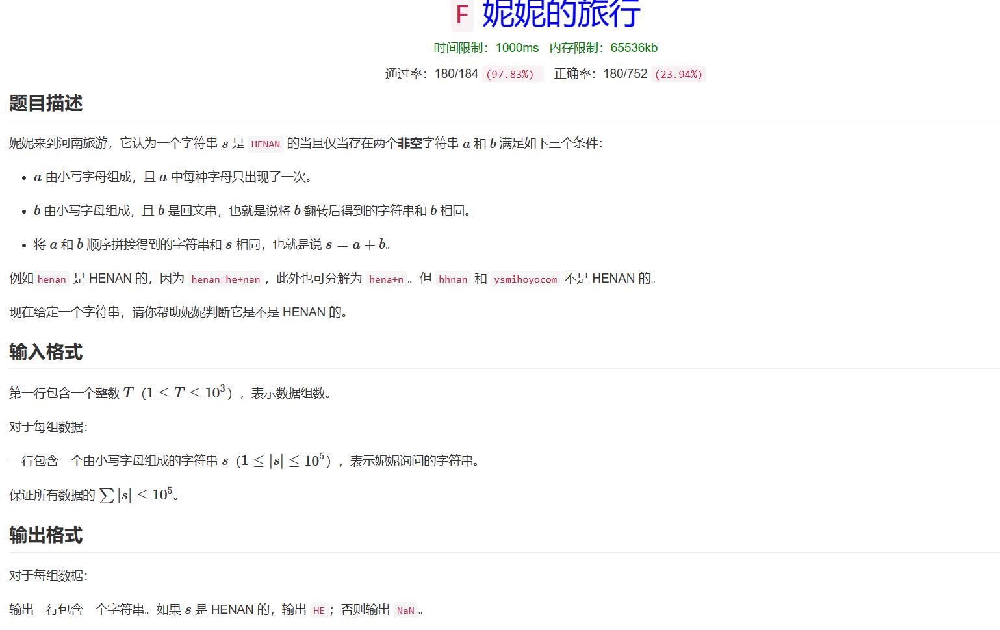 F 妮妮的旅行
时间限制：1000ms 内存限制：65536kb
通过率：180/184 (97.83%) 正确率：180/752 (23.94%)
题目描述
妮妮来到河南旅游，它认为一个字符串 s 是 HENAN 的当且仅当存在两个非空字符串 a 和 b 满足如下三个条件：
• a 由小写字母组成，且 a 中每种字母只出现了一次。
• b 由小写字母组成，且 b 是回文串，也就是说将 b 翻转后得到的字符串和 b 相同。
• 将 a 和 b 顺序拼接得到的字符串和 s 相同，也就是说 s = a + b。
例如 henan 是 HENAN 的，因为 henan=he+nan，此外也可分解为 hena+n。但 hhnan 和 ysmihoyocom 不是 HENAN 的。
现在给定一个字符串，请你帮助妮妮判断它是不是 HENAN 的。
输入格式
第一行包含一个整数 T（1 ≤ T ≤ 10³），表示数据组数。
对于每组数据：
一行包含一个由小写字母组成的字符串 s（1 ≤ |s| ≤ 10⁵），表示妮妮询问的字符串。
保证所有数据的 ∑|s| ≤ 10⁵。
输出格式
对于每组数据：
输出一行包含一个字符串。如果 s 是 HENAN 的，输出 HE；否则输出 NaN。